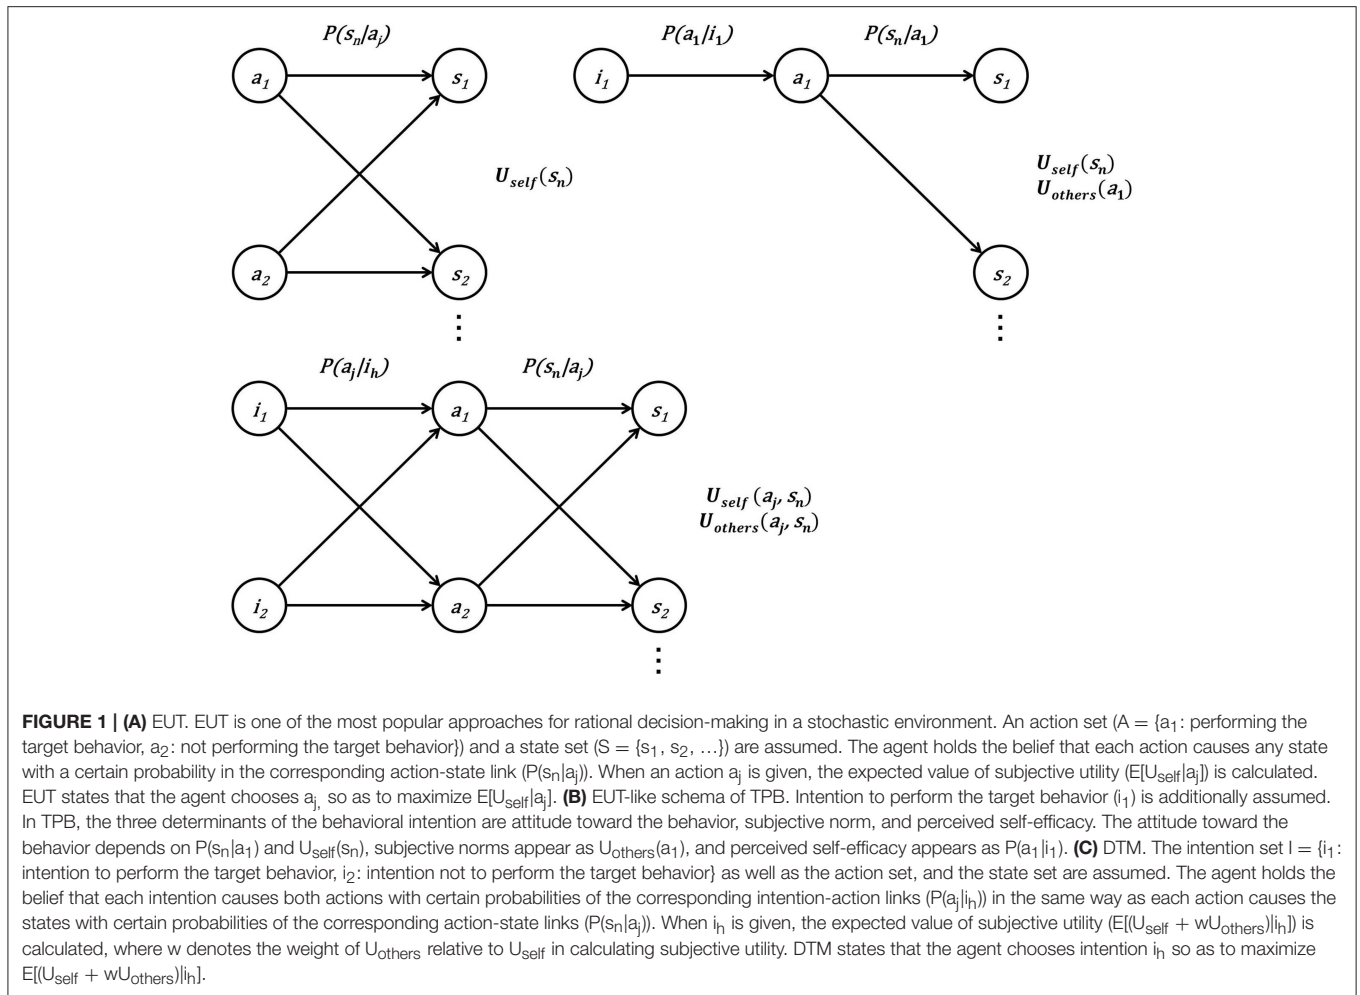 P(sₙ/aⱼ)
a₁
s₁
U_self(sₙ)
a₂
s₂
⋮
P(a₁/i₁) P(sₙ/a₁)
i₁
a₁
s₁
U_self(sₙ)
U_others(a₁)
s₂
⋮
P(aⱼ/iₕ) P(sₙ/aⱼ)
i₁
a₁
s₁
U_self (aⱼ, sₙ)
U_others(aⱼ, sₙ)
i₂
a₂
s₂
⋮
FIGURE 1 | (A) EUT. EUT is one of the most popular approaches for rational decision-making in a stochastic environment. An action set (A = {a₁: performing the
target behavior, a₂: not performing the target behavior}) and a state set (S = {s₁, s₂, …}) are assumed. The agent holds the belief that each action causes any state
with a certain probability in the corresponding action-state link (P(sₙ|aⱼ)). When an action aⱼ is given, the expected value of subjective utility (E[U_self|aⱼ]) is calculated.
EUT states that the agent chooses aⱼ, so as to maximize E[U_self|aⱼ]. (B) EUT-like schema of TPB. Intention to perform the target behavior (i₁) is additionally assumed.
In TPB, the three determinants of the behavioral intention are attitude toward the behavior, subjective norm, and perceived self-efficacy. The attitude toward the
behavior depends on P(sₙ|a₁) and U_self(sₙ), subjective norms appear as U_others(a₁), and perceived self-efficacy appears as P(a₁|i₁). (C) DTM. The intention set I = {i₁:
intention to perform the target behavior, i₂: intention not to perform the target behavior} as well as the action set, and the state set are assumed. The agent holds the
belief that each intention causes both actions with certain probabilities of the corresponding intention-action links (P(aⱼ|iₕ)) in the same way as each action causes the
states with certain probabilities of the corresponding action-state links (P(sₙ|aⱼ)). When iₕ is given, the expected value of subjective utility (E[(U_self + wU_others)|iₕ]) is
calculated, where w denotes the weight of U_others relative to U_self in calculating subjective utility. DTM states that the agent chooses intention iₕ so as to maximize
E[(U_self + wU_others)|iₕ].